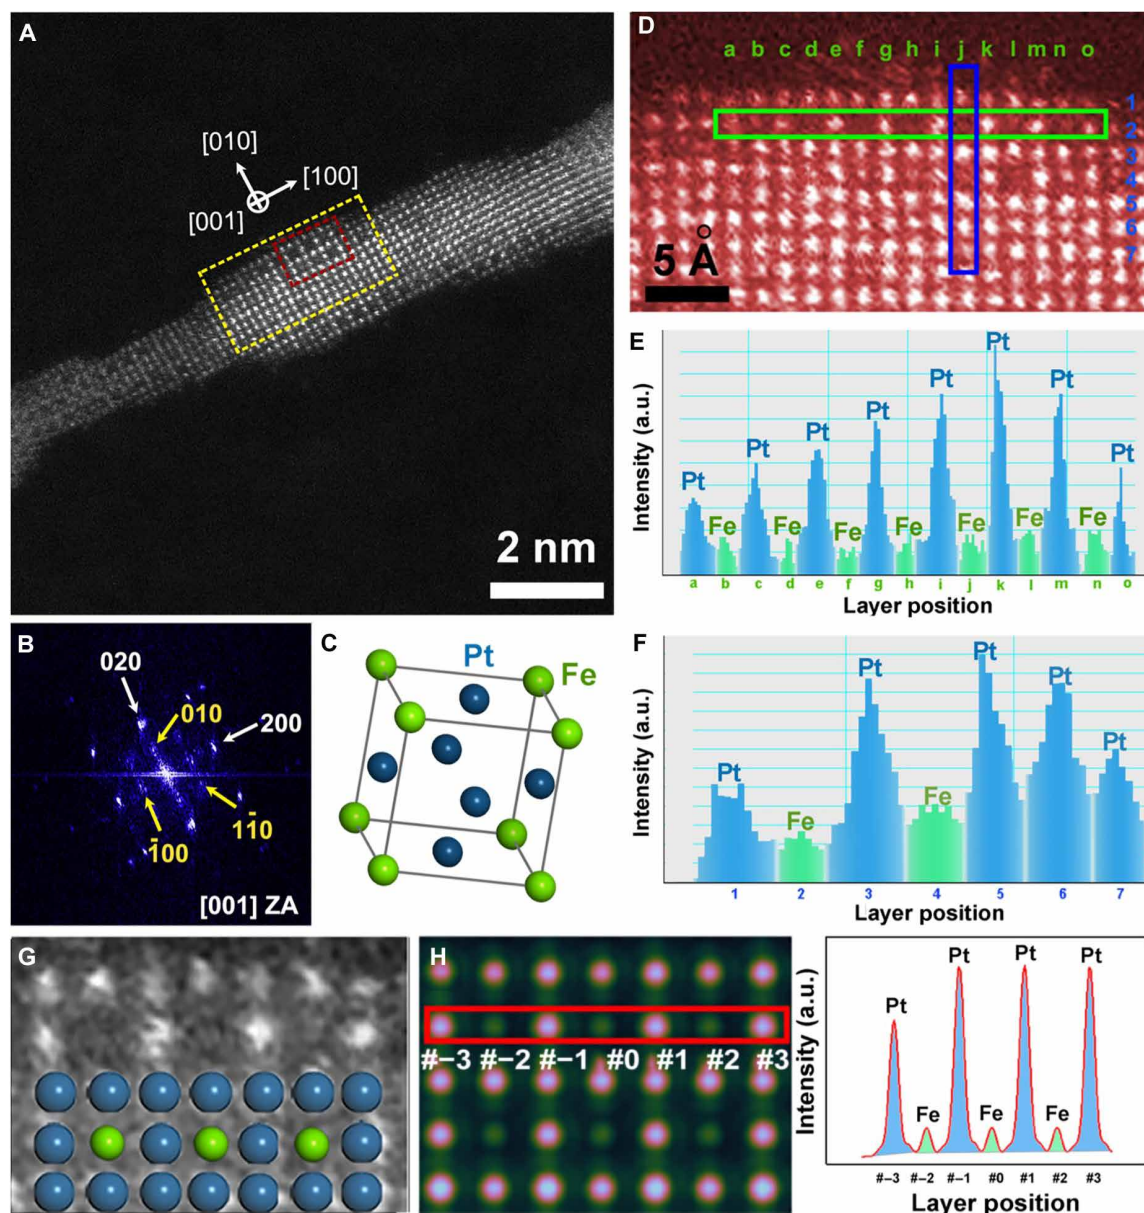 A
[010]
[100]
[001]
2 nm
B
020
010
200
1̄00
11̄0
[001] ZA
C
Pt
Fe
D
a b c d e f g h i j k l m n o
1
2
3
4
5
6
7
5 Å
E
Intensity (a.u.)
Pt Fe Pt Fe Pt Fe Pt Fe Pt Fe Pt Fe Pt Fe Pt
a b c d e f g h i j k l m n o
Layer position
F
Intensity (a.u.)
Pt Fe Pt Fe Pt Pt Pt
1 2 3 4 5 6 7
Layer position
G
H
#−3 #−2 #−1 #0 #1 #2 #3
Intensity (a.u.)
Pt Fe Pt Fe Pt Fe Pt
#−3 #−2 #−1 #0 #1 #2 #3
Layer position